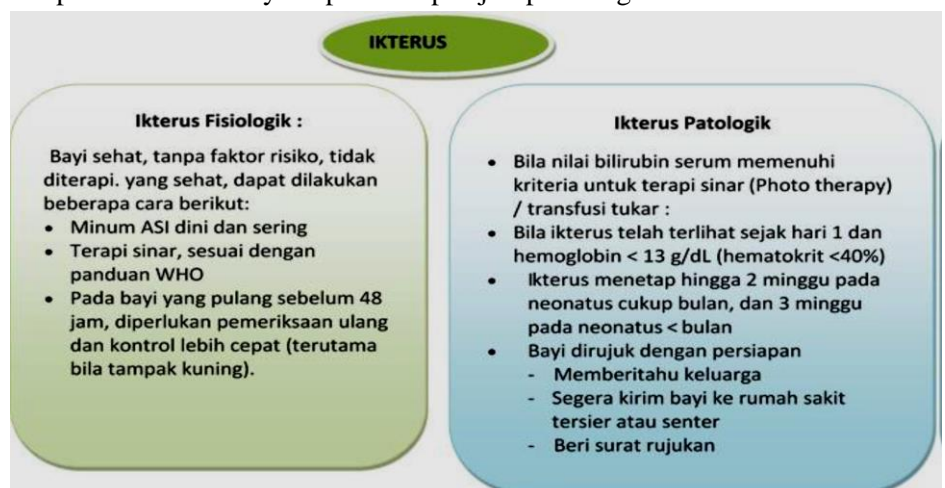 IKTERUS
Ikterus Fisiologik :
Bayi sehat, tanpa faktor risiko, tidak
diterapi. yang sehat, dapat dilakukan
beberapa cara berikut:
• Minum ASI dini dan sering
• Terapi sinar, sesuai dengan
panduan WHO
• Pada bayi yang pulang sebelum 48
jam, diperlukan pemeriksaan ulang
dan kontrol lebih cepat (terutama
bila tampak kuning).
Ikterus Patologik
• Bila nilai bilirubin serum memenuhi
kriteria untuk terapi sinar (Photo therapy)
/ transfusi tukar :
• Bila ikterus telah terlihat sejak hari 1 dan
hemoglobin < 13 g/dL (hematokrit <40%)
• Ikterus menetap hingga 2 minggu pada
neonatus cukup bulan, dan 3 minggu
pada neonatus < bulan
• Bayi dirujuk dengan persiapan
- Memberitahu keluarga
- Segera kirim bayi ke rumah sakit
tersier atau senter
- Beri surat rujukan